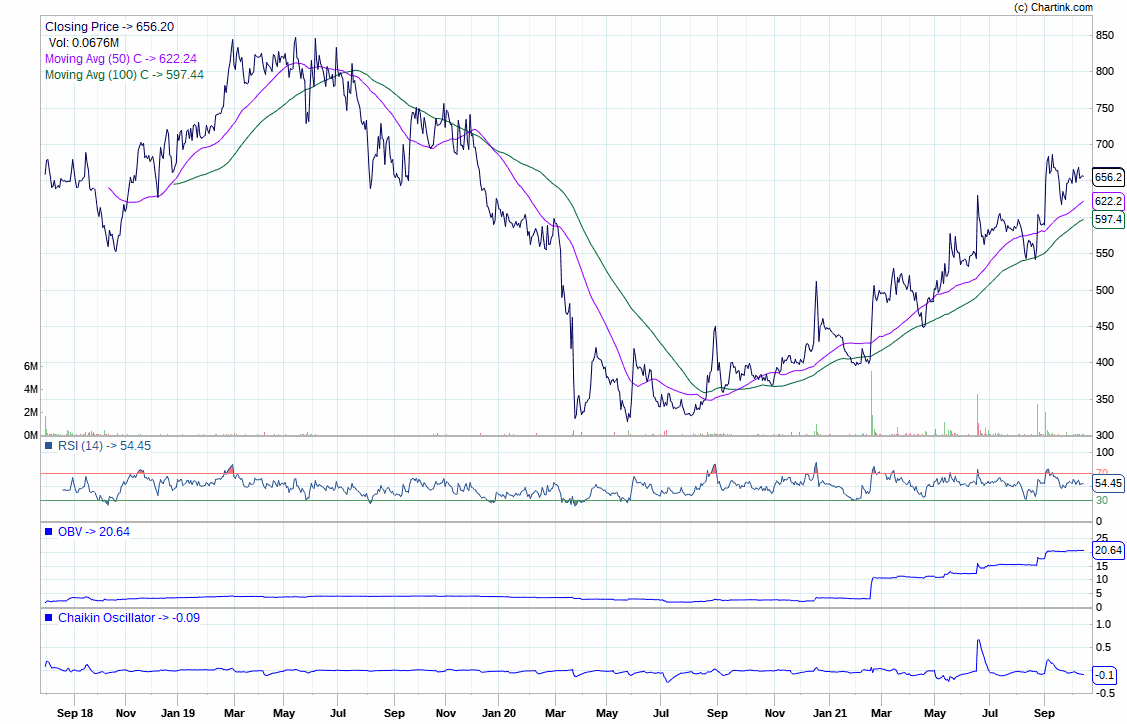 (c) Chartink.com
Closing Price -> 656.20
Vol: 0.0676M
Moving Avg (50) C -> 622.24
Moving Avg (100) C -> 597.44
850
800
750
700
656.2
622.2
597.4
550
500
450
400
350
300
6M
4M
2M
0M
RSI (14) -> 54.45
100
70
54.45
30
0
OBV -> 20.64
25
20.64
15
10
5
0
Chaikin Oscillator -> -0.09
1.0
0.5
-0.1
-0.5
Sep 18 Nov Jan 19 Mar May Jul Sep Nov Jan 20 Mar May Jul Sep Nov Jan 21 Mar May Jul Sep